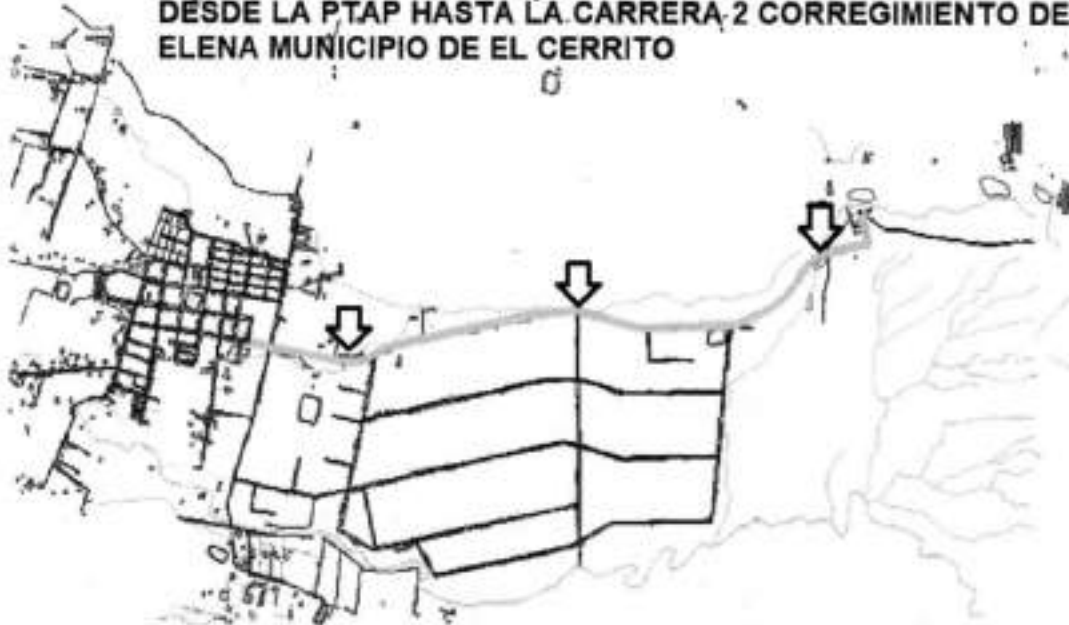 DESDE LA PTAP HASTA LA CARRERA 2 CORREGIMIENTO DE
ELENA MUNICIPIO DE EL CERRITO